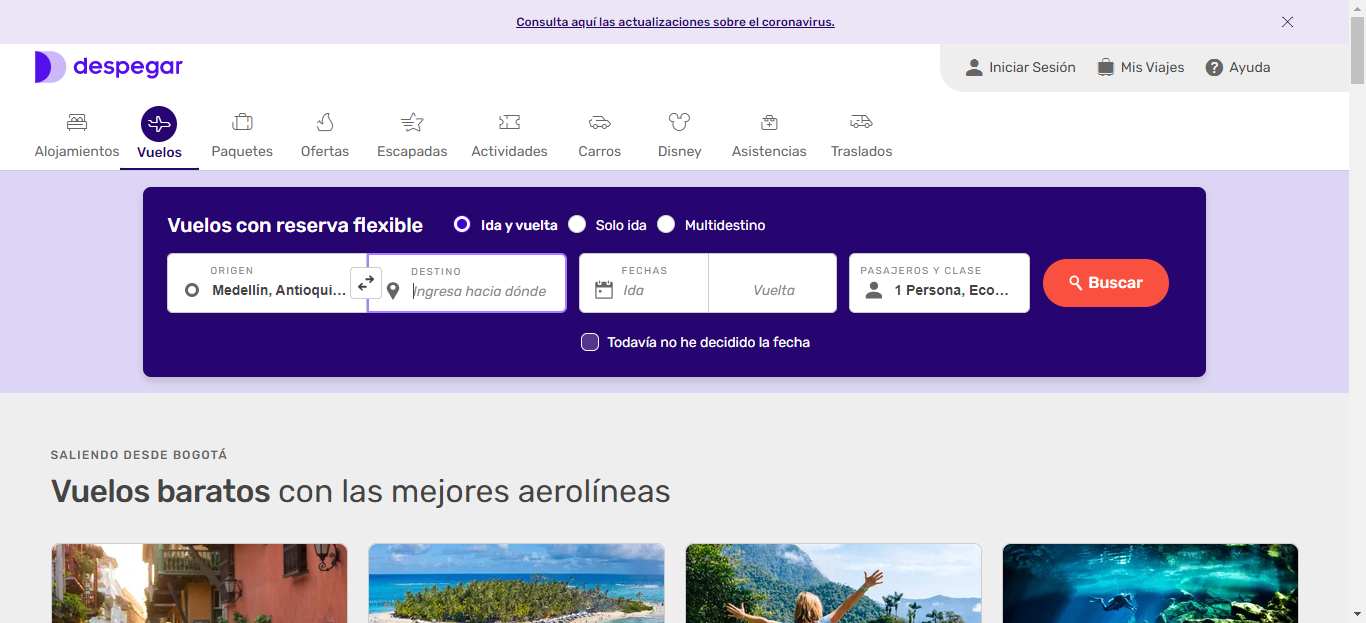 Consulta aquí las actualizaciones sobre el coronavirus.
despegar
Iniciar Sesión
Mis Viajes
Ayuda
Alojamientos
Vuelos
Paquetes
Ofertas
Escapadas
Actividades
Carros
Disney
Asistencias
Traslados
Vuelos con reserva flexible
Ida y vuelta
Solo ida
Multidestino
ORIGEN
Medellín, Antioqui...
DESTINO
Ingresa hacia dónde
FECHAS
Ida
Vuelta
PASAJEROS Y CLASE
1 Persona, Eco...
Buscar
Todavía no he decidido la fecha
SALIENDO DESDE BOGOTÁ
Vuelos baratos con las mejores aerolíneas